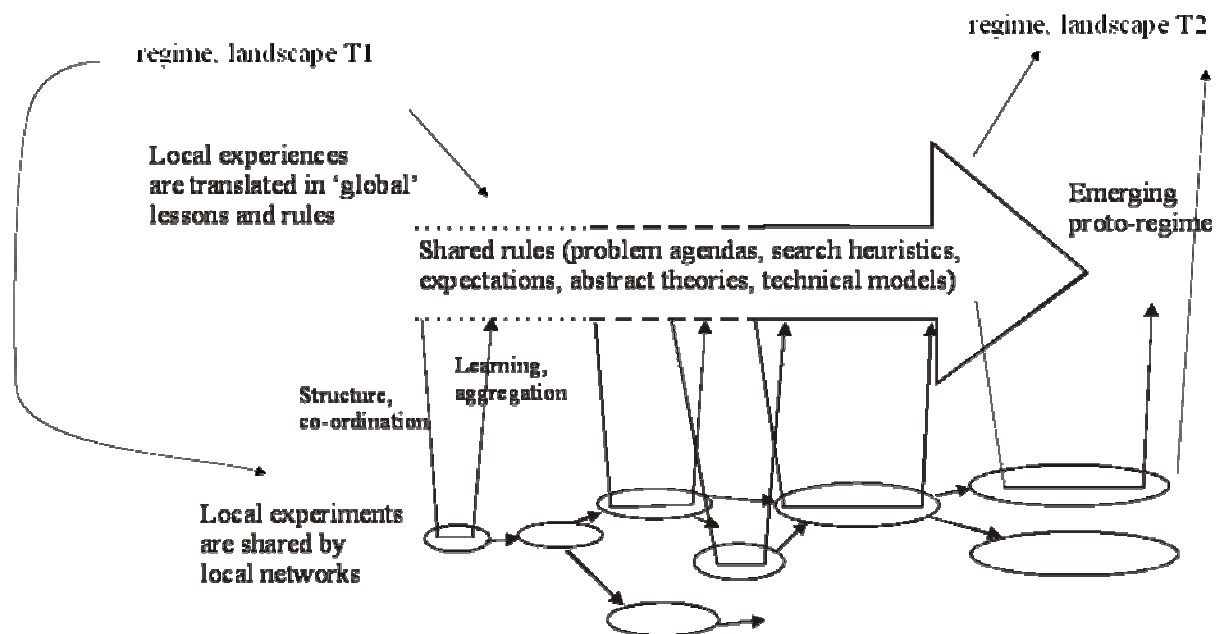 regime, landscape T2
regime, landscape T1
Local experiences
are translated in ‘global’
lessons and rules
Emerging
proto-regime
Shared rules (problem agendas, search heuristics,
expectations, abstract theories, technical models)
Learning,
aggregation
Structure,
co-ordination
Local experiments
are shared by
local networks